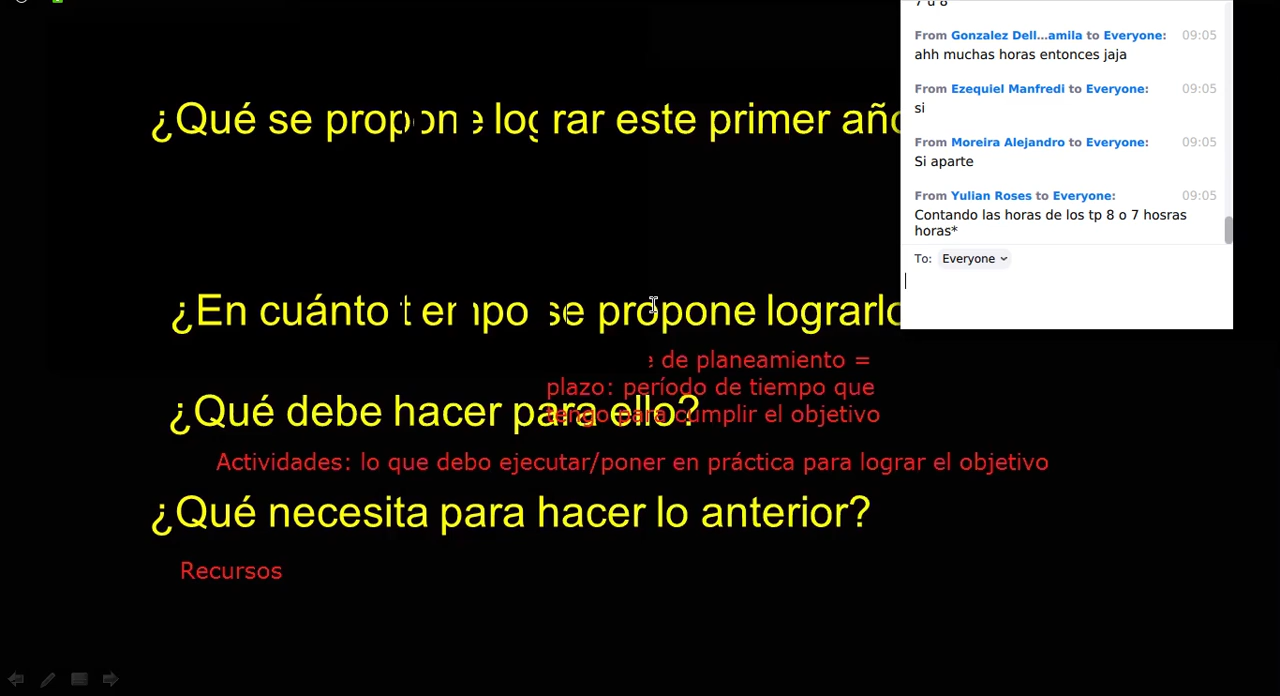 ¿Qué se propone lograr este primer año
¿En cuánto tiempo se propone lograrlo
de planeamiento =
plazo: período de tiempo que
tengo para cumplir el objetivo
¿Qué debe hacer para ello?
Actividades: lo que debo ejecutar/poner en práctica para lograr el objetivo
¿Qué necesita para hacer lo anterior?
Recursos
7 u 8
From Gonzalez Dell...amila to Everyone: 09:05
ahh muchas horas entonces jaja
From Ezequiel Manfredi to Everyone: 09:05
si
From Moreira Alejandro to Everyone: 09:05
Si aparte
From Yulian Roses to Everyone: 09:05
Contando las horas de los tp 8 o 7 hosras
horas*
To: Everyone